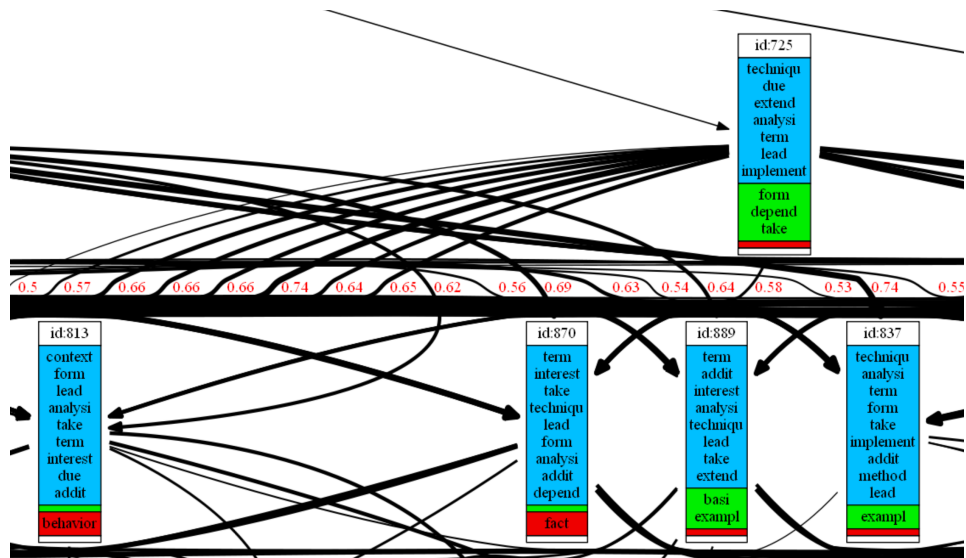 id:725
techniqu
due
extend
analysi
term
lead
implement
form
depend
take
0.5 0.57 0.66 0.66 0.66 0.74 0.64 0.65 0.62 0.56 0.69 0.63 0.54 0.64 0.58 0.53 0.74 0.55
id:813
context
form
lead
analysi
take
term
interest
due
addit
behavior
id:870
term
interest
take
techniqu
lead
form
analysi
addit
depend
fact
id:889
term
addit
interest
analysi
techniqu
lead
take
extend
basi
exampl
id:837
techniqu
analysi
term
form
take
implement
addit
method
lead
exampl